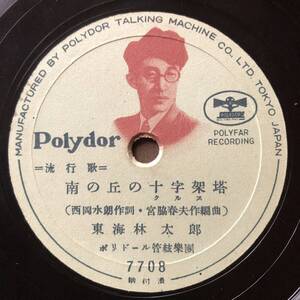 MANUFACTURED BY POLYDOR TALKING MACHINE CO. LTD. TOKYO JAPAN
Polydor
POLYFAR
RECORDING
＝流行歌＝
南の丘の十字架塔
クルス
（西岡水朗作詞・宮脇春夫作編曲）
東海林太郎
ポリドール管絃樂團
7708